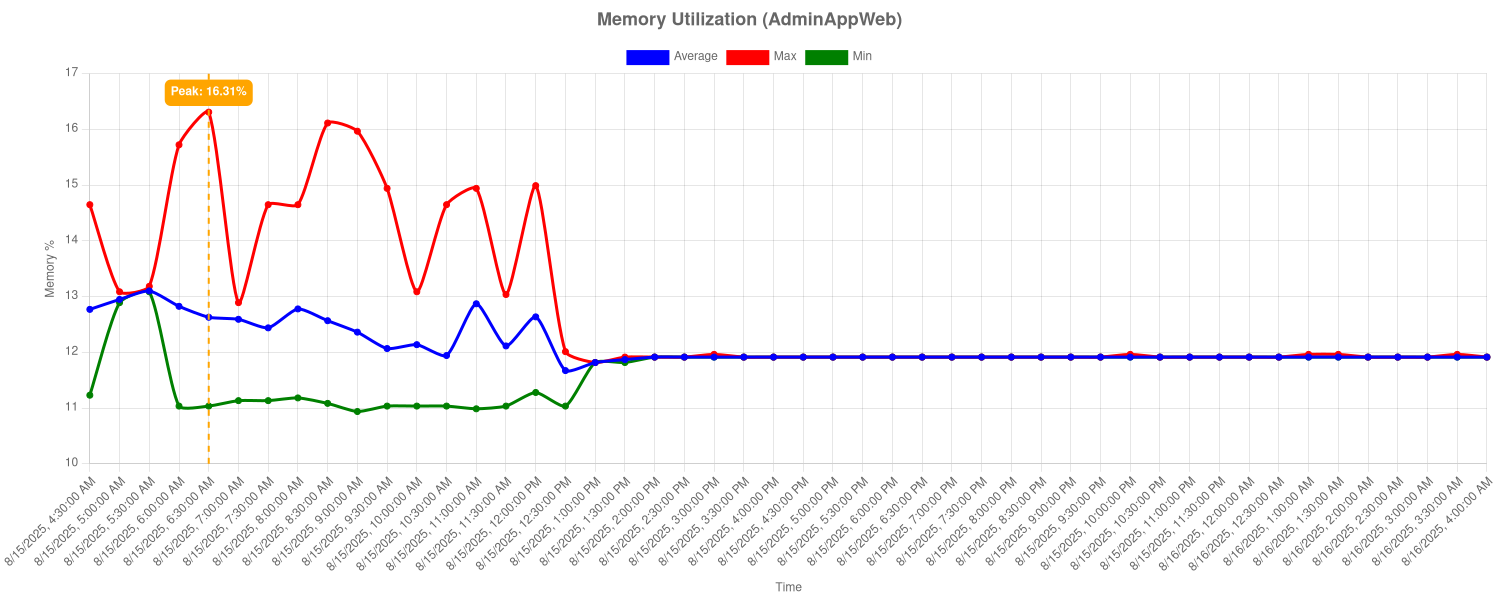 Memory Utilization (AdminAppWeb)
Average Max Min
Peak: 16.31%
17
16
15
14
13
12
11
10
Memory %
8/15/2025, 4:30:00 AM
8/15/2025, 5:00:00 AM
8/15/2025, 5:30:00 AM
8/15/2025, 6:00:00 AM
8/15/2025, 6:30:00 AM
8/15/2025, 7:00:00 AM
8/15/2025, 7:30:00 AM
8/15/2025, 8:00:00 AM
8/15/2025, 8:30:00 AM
8/15/2025, 9:00:00 AM
8/15/2025, 9:30:00 AM
8/15/2025, 10:00:00 AM
8/15/2025, 10:30:00 AM
8/15/2025, 11:00:00 AM
8/15/2025, 11:30:00 AM
8/15/2025, 12:00:00 PM
8/15/2025, 12:30:00 PM
8/15/2025, 1:00:00 PM
8/15/2025, 1:30:00 PM
8/15/2025, 2:00:00 PM
8/15/2025, 2:30:00 PM
8/15/2025, 3:00:00 PM
8/15/2025, 3:30:00 PM
8/15/2025, 4:00:00 PM
8/15/2025, 4:30:00 PM
8/15/2025, 5:00:00 PM
8/15/2025, 5:30:00 PM
8/15/2025, 6:00:00 PM
8/15/2025, 6:30:00 PM
8/15/2025, 7:00:00 PM
8/15/2025, 7:30:00 PM
8/15/2025, 8:00:00 PM
8/15/2025, 8:30:00 PM
8/15/2025, 9:00:00 PM
8/15/2025, 9:30:00 PM
8/15/2025, 10:00:00 PM
8/15/2025, 10:30:00 PM
8/15/2025, 11:00:00 PM
8/15/2025, 11:30:00 PM
8/16/2025, 12:00:00 AM
8/16/2025, 12:30:00 AM
8/16/2025, 1:00:00 AM
8/16/2025, 1:30:00 AM
8/16/2025, 2:00:00 AM
8/16/2025, 2:30:00 AM
8/16/2025, 3:00:00 AM
8/16/2025, 3:30:00 AM
8/16/2025, 4:00:00 AM
Time